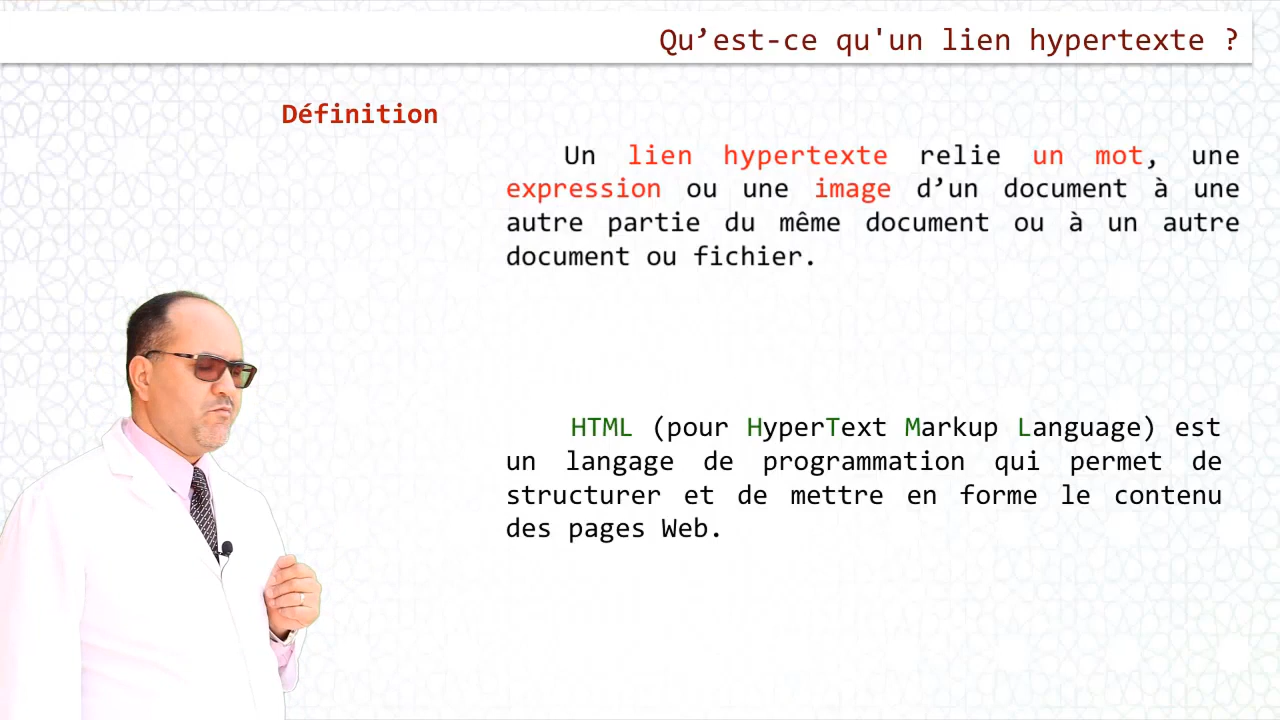 Qu’est-ce qu'un lien hypertexte ?
Définition
Un lien hypertexte relie un mot, une
expression ou une image d’un document à une
autre partie du même document ou à un autre
document ou fichier.
HTML (pour HyperText Markup Language) est
un langage de programmation qui permet de
structurer et de mettre en forme le contenu
des pages Web.